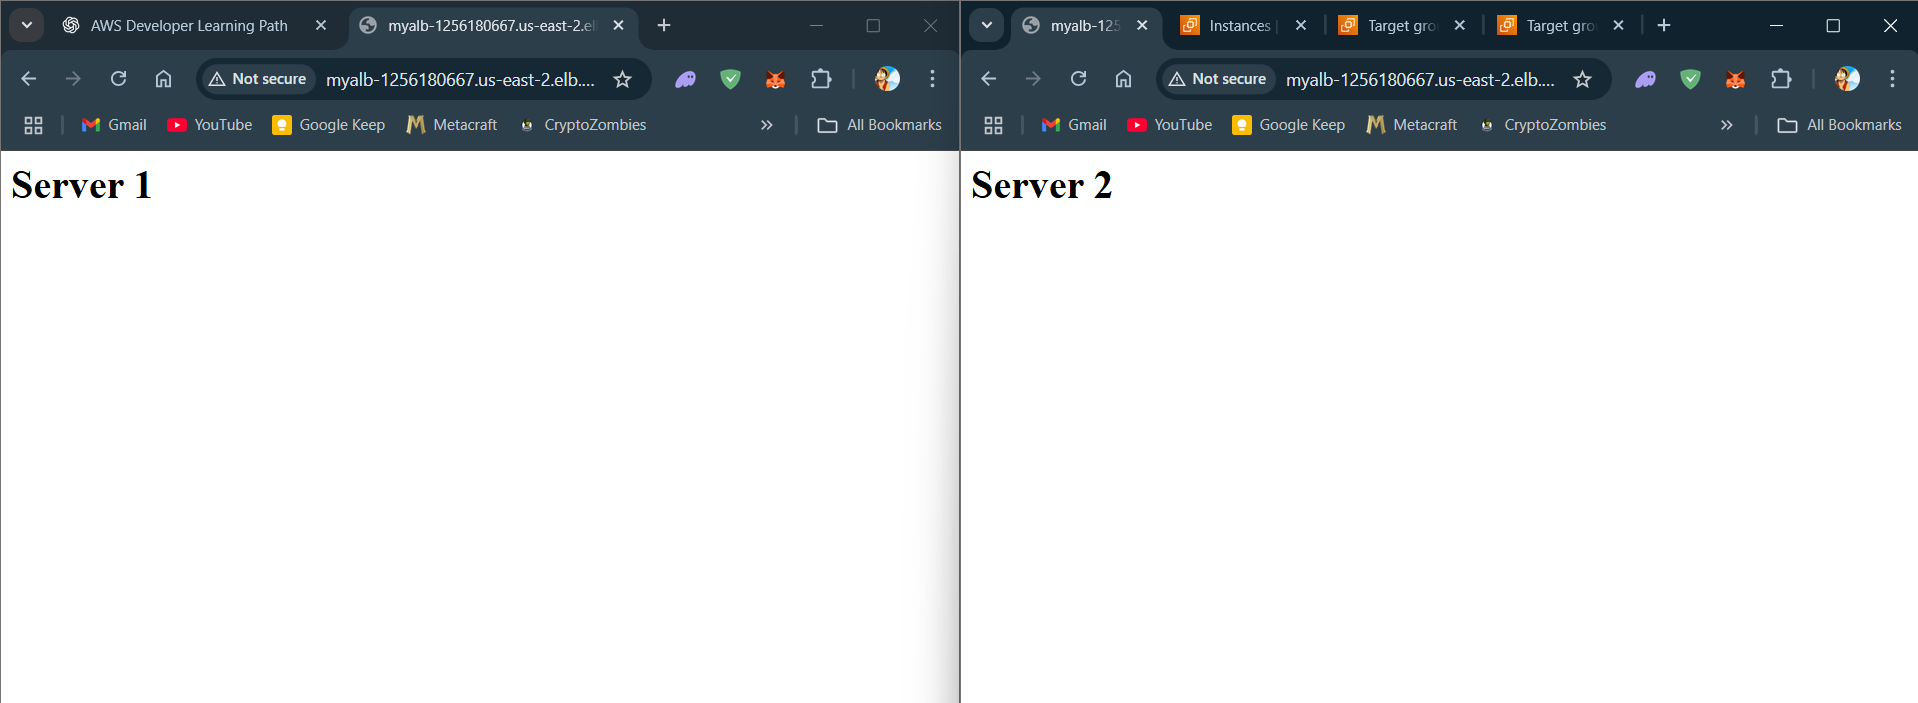 AWS Developer Learning Path
myalb-1256180667.us-east-2.el
Not secure
myalb-1256180667.us-east-2.elb....
Gmail
YouTube
Google Keep
Metacraft
CryptoZombies
All Bookmarks
Server 1
myalb-125
Instances |
Target gro
Target gro
Not secure
myalb-1256180667.us-east-2.elb....
Gmail
YouTube
Google Keep
Metacraft
CryptoZombies
All Bookmarks
Server 2